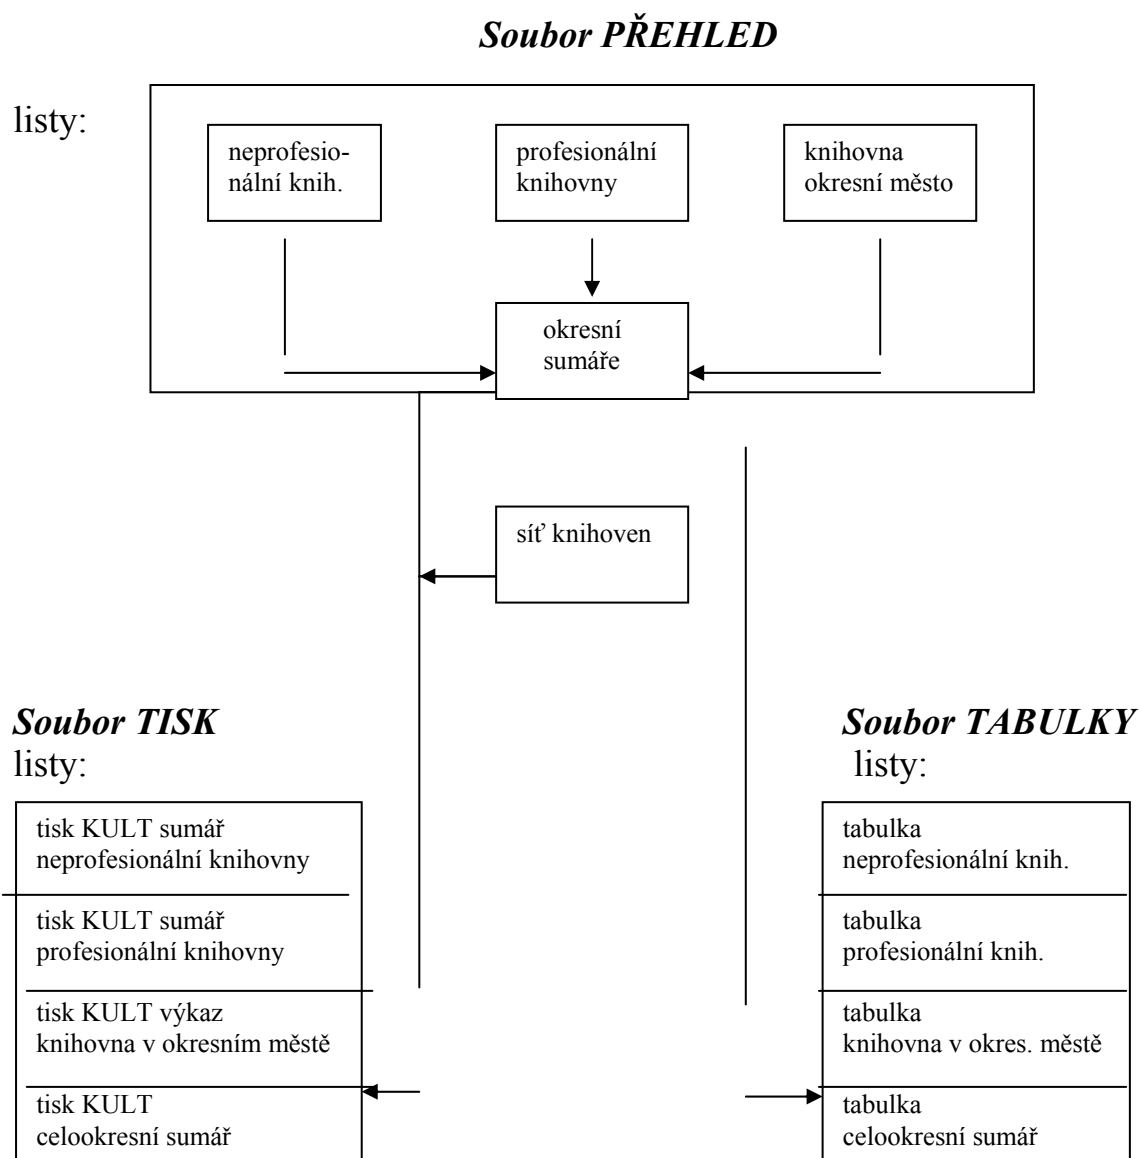 Soubor PŘEHLED
listy:
neprofesio-
nální knih.
profesionální
knihovny
knihovna
okresní město
okresní
sumáře
síť knihoven
Soubor TISK
listy:
tisk KULT sumář
neprofesionální knihovny
tisk KULT sumář
profesionální knihovny
tisk KULT výkaz
knihovna v okresním městě
tisk KULT
celookresní sumář
Soubor TABULKY
listy:
tabulka
neprofesionální knih.
tabulka
profesionální knih.
tabulka
knihovna v okres. městě
tabulka
celookresní sumář